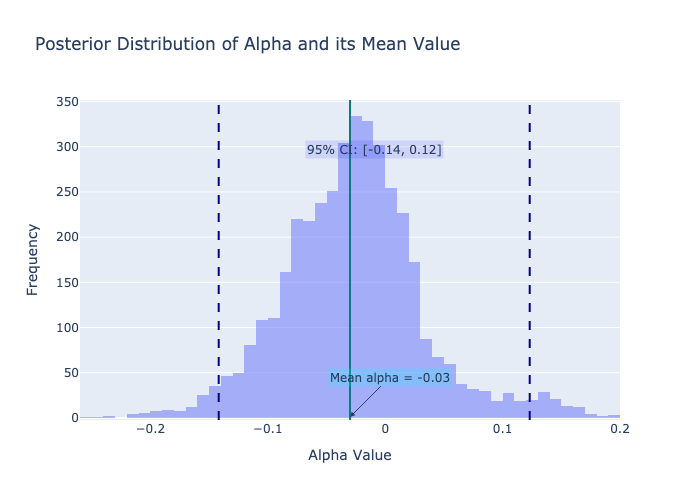 Posterior Distribution of Alpha and its Mean Value
350
300
250
200
150
100
50
0
Frequency
95% CI: [-0.14, 0.12]
Mean alpha = -0.03
−0.2
−0.1
0
0.1
0.2
Alpha Value